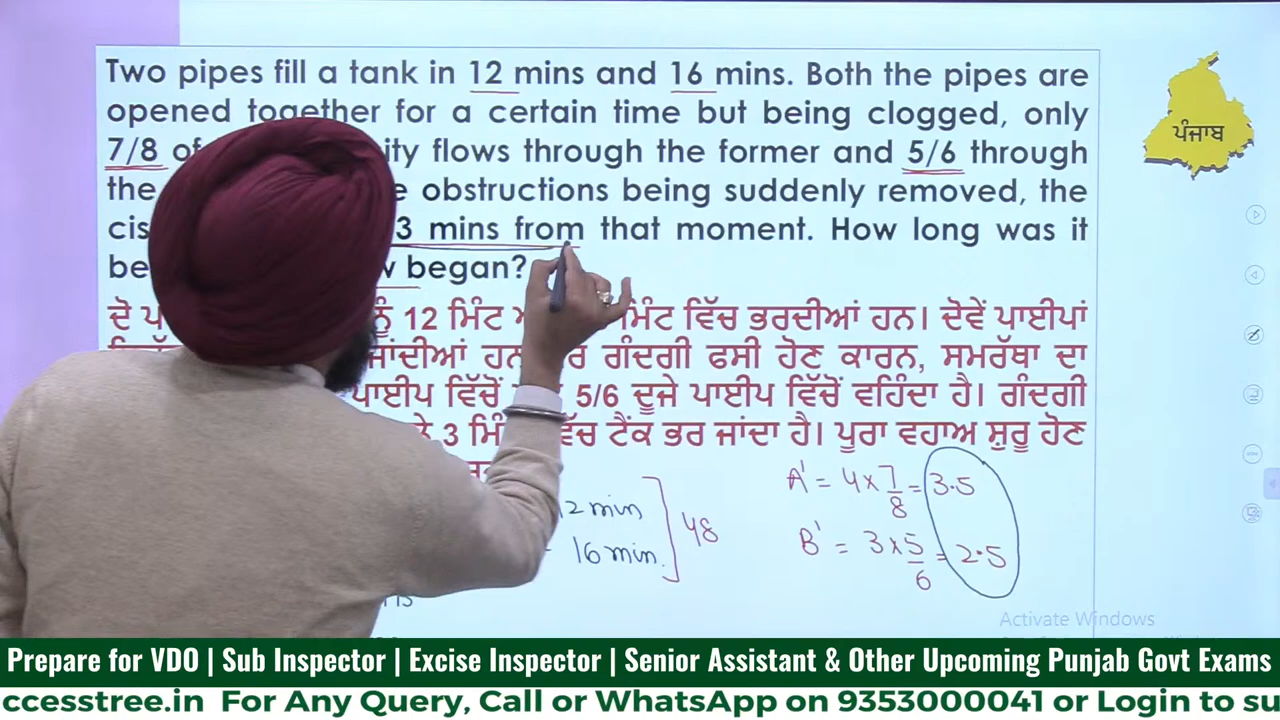 Two pipes fill a tank in 12 mins and 16 mins. Both the pipes are
opened together for a certain time but being clogged, only
7/8 of ity flows through the former and 5/6 through
the obstructions being suddenly removed, the
3 mins from that moment. How long was it
began?
ਪੰਜਾਬ
ਦੋ 12 ਮਿੰਟ ਮਿੰਟ ਵਿੱਚ ਭਰਦੀਆਂ ਹਨ। ਦੋਵੇਂ ਪਾਈਪਾਂ
ਜਾਂਦੀਆਂ ਹਨ ਗੰਦਗੀ ਫਸੀ ਹੋਣ ਕਾਰਨ, ਸਮਰੱਥਾ ਦਾ
ਪਾਈਪ ਵਿੱਚੋਂ 5/6 ਦੂਜੇ ਪਾਈਪ ਵਿੱਚੋਂ ਵਹਿੰਦਾ ਹੈ। ਗੰਦਗੀ
3 ਟੈਂਕ ਭਰ ਜਾਂਦਾ ਹੈ। ਪੂਰਾ ਵਹਾਅ ਸ਼ੁਰੂ ਹੋਣ
12 min
16 min.
48
A' = 4 × 7/8 = 3.5
B' = 3 × 5/6 = 2.5
Activate Windows
Prepare for VDO | Sub Inspector | Excise Inspector | Senior Assistant & Other Upcoming Punjab Govt Exams
ccesstree.in For Any Query, Call or WhatsApp on 9353000041 or Login to su